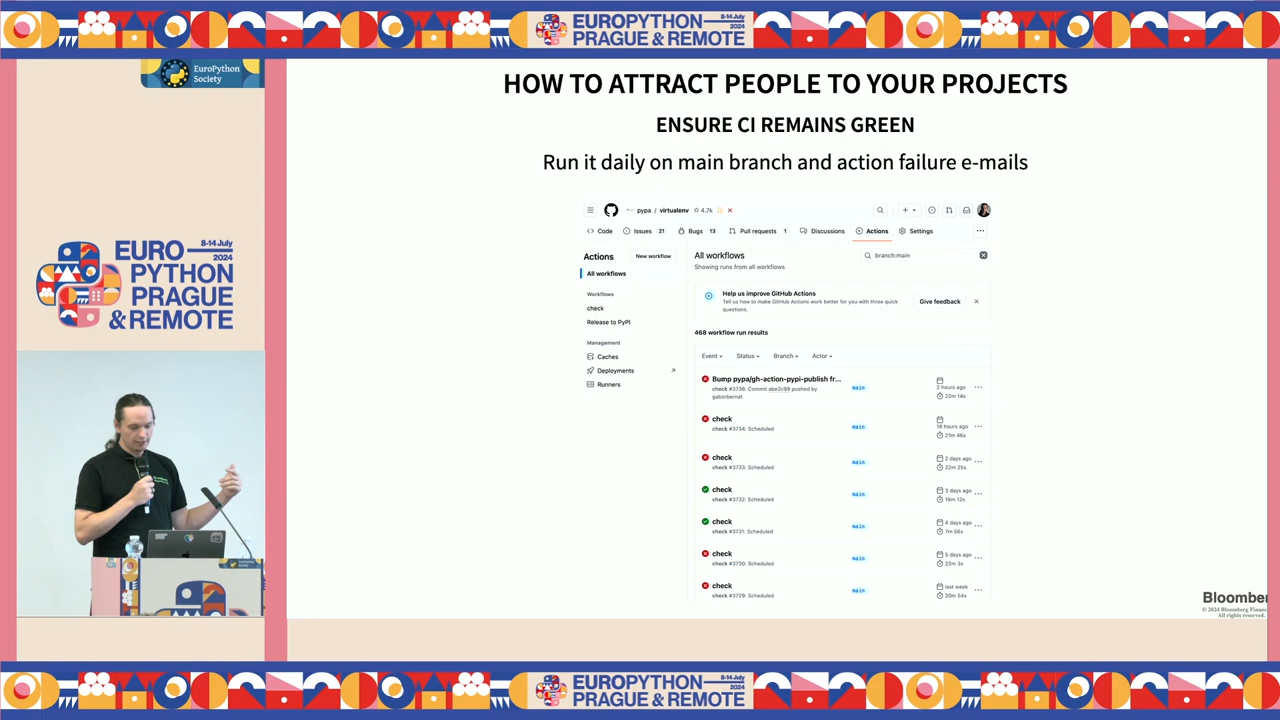 EUROPYTHON
PRAGUE & REMOTE
8-14 July
2024
EuroPython
Society
EURO
PYTHON
PRAGUE
& REMOTE
8-14 July
2024
HOW TO ATTRACT PEOPLE TO YOUR PROJECTS
ENSURE CI REMAINS GREEN
Run it daily on main branch and action failure e-mails
pypa / virtualenv 4.7k
Code Issues 21 Bugs 13 Pull requests 1 Discussions Actions Settings
Actions New workflow
All workflows
Workflows
check
Release to PyPI
Management
Caches
Deployments
Runners
All workflows
Showing runs from all workflows
branch:main
Help us improve GitHub Actions
Tell us how to make GitHub Actions work better for you with three quick
questions.
Give feedback
468 workflow run results
Event Status Branch Actor
Bump pypa/gh-action-pypi-publish fr...
check #3736: Commit abe2c99 pushed by
gaborbernat
main
2 hours ago
22m 14s
check
check #3734: Scheduled
main
18 hours ago
21m 46s
check
check #3733: Scheduled
main
2 days ago
22m 25s
check
check #3732: Scheduled
main
3 days ago
19m 12s
check
check #3731: Scheduled
main
4 days ago
7m 56s
check
check #3730: Scheduled
main
5 days ago
22m 3s
check
check #3729: Scheduled
main
last week
20m 54s
Bloomber
© 2024 Bloomberg Finance
All rights reserved.
EUROPYTHON
PRAGUE & REMOTE
8-14 July
2024